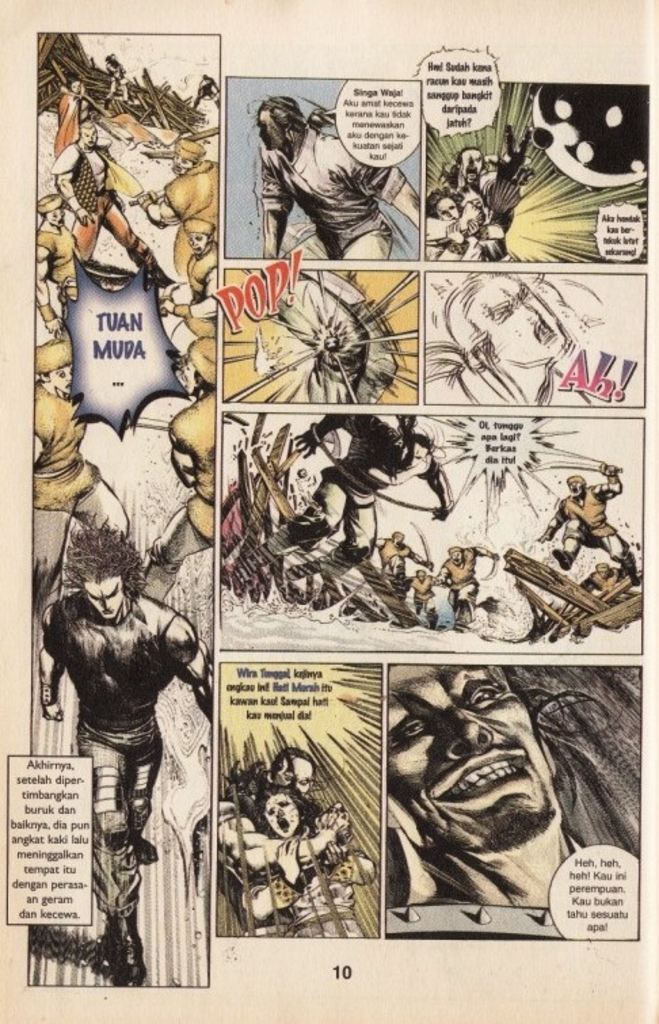 TUAN
MUDA
...
Akhirnya,
setelah diper-
timbangkan
buruk dan
baiknya, dia pun
angkat kaki lalu
meninggalkan
tempat itu
dengan perasa-
an geram
dan kecewa.
Singa Waja!
Aku amat kecewa
kerana kau tidak
menewaskan
aku dengan ke-
kuatan sejati
kau!
Hm! Sudah kena
racun kau masih
sanggup bangkit
daripada
jatuh?
Aku hendak
kau ber-
tekuk lutut
sekarang!
POP!
Ah!
Oi, tunggu
apa lagi?
Berkas
dia itu!
Wira Tunggal, kejinya
engkau ini! Hati Merah itu
kawan kau! Sampai hati
kau menjual dia!
Heh, heh,
heh! Kau ini
perempuan.
Kau bukan
tahu sesuatu
apa!
10